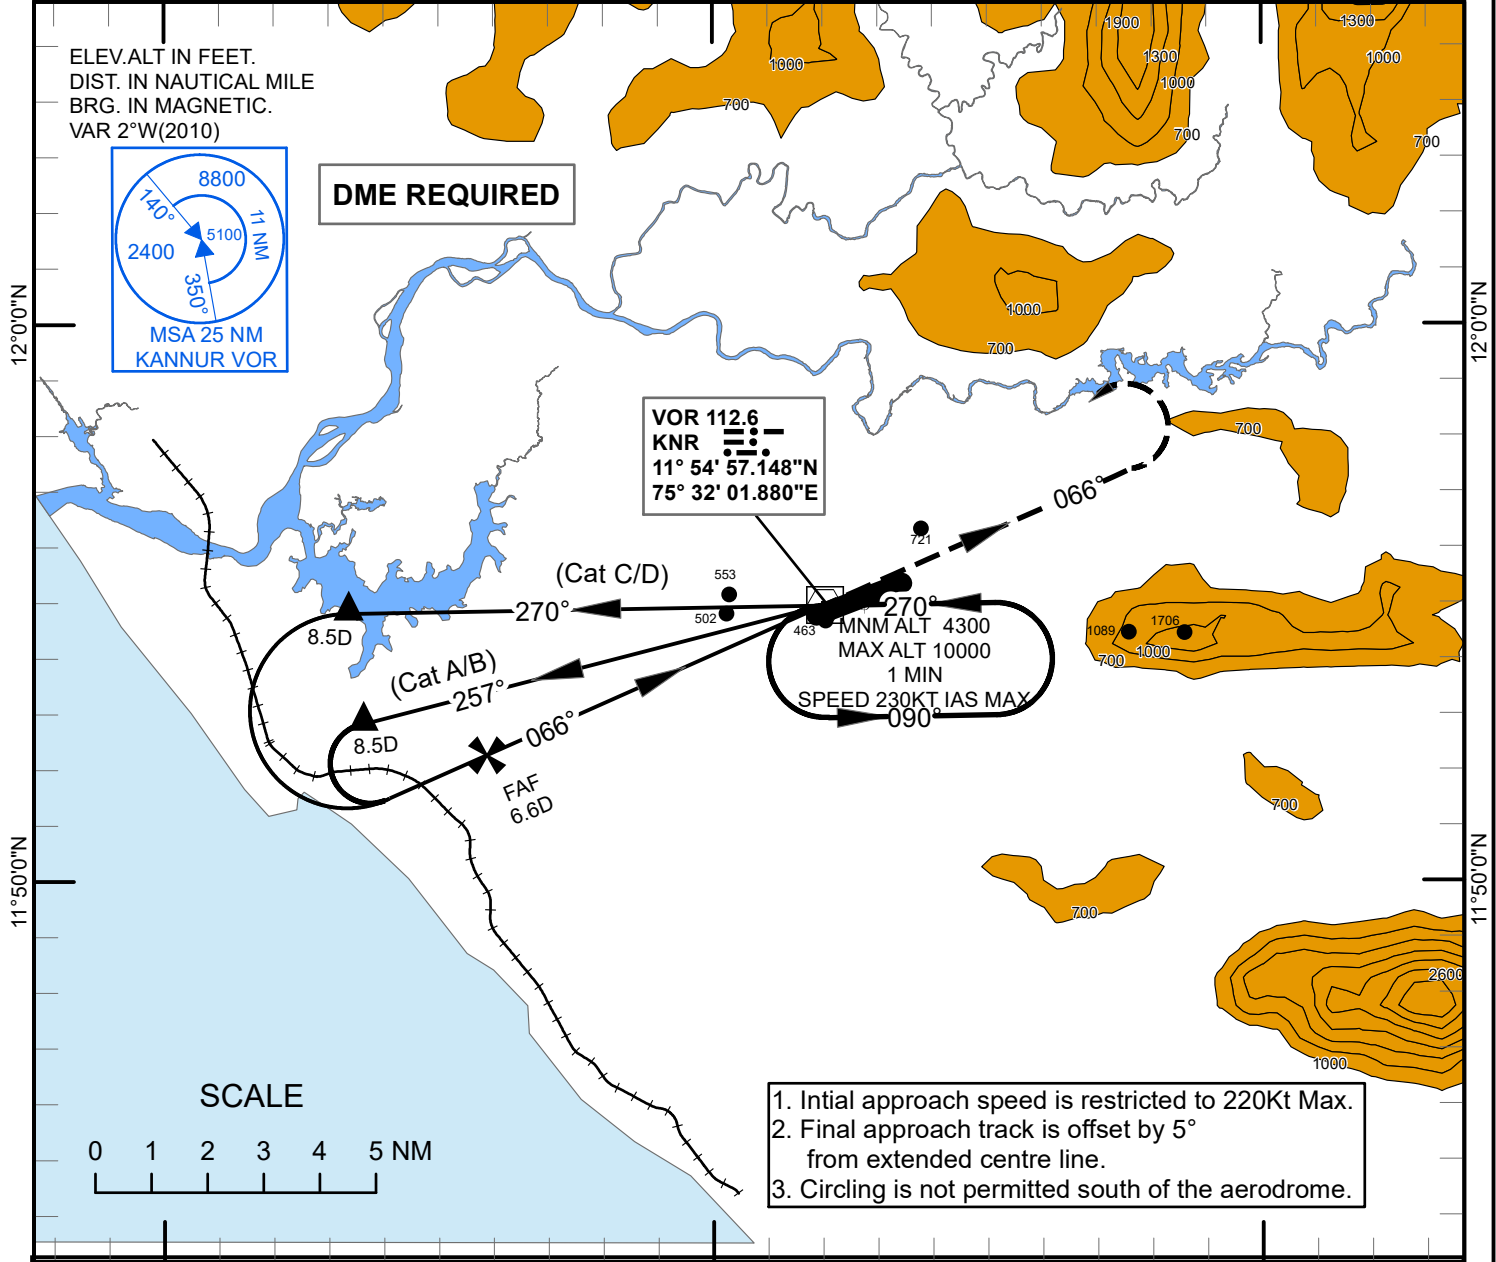 ELEV.ALT IN FEET.
DIST. IN NAUTICAL MILE
BRG. IN MAGNETIC.
VAR 2°W(2010)
8800
140°
11 NM
5100
2400
350°
MSA 25 NM
KANNUR VOR
DME REQUIRED
1900
1300
1300
1000
1000
1000
700
700
700
12°0'0"N
12°0'0"N
1000
700
VOR 112.6
KNR
11° 54' 57.148"N
75° 32' 01.880"E
700
066°
721
(Cat C/D)
553
270°
502
8.5D
463
270°
MNM ALT 4300
MAX ALT 10000
1 MIN
SPEED 230KT IAS MAX
090°
1089
1706
1000
700
(Cat A/B)
257°
8.5D
066°
FAF
6.6D
700
11°50'0"N
11°50'0"N
700
2600
1000
SCALE
0 1 2 3 4 5 NM
1. Intial approach speed is restricted to 220Kt Max.
2. Final approach track is offset by 5°
from extended centre line.
3. Circling is not permitted south of the aerodrome.